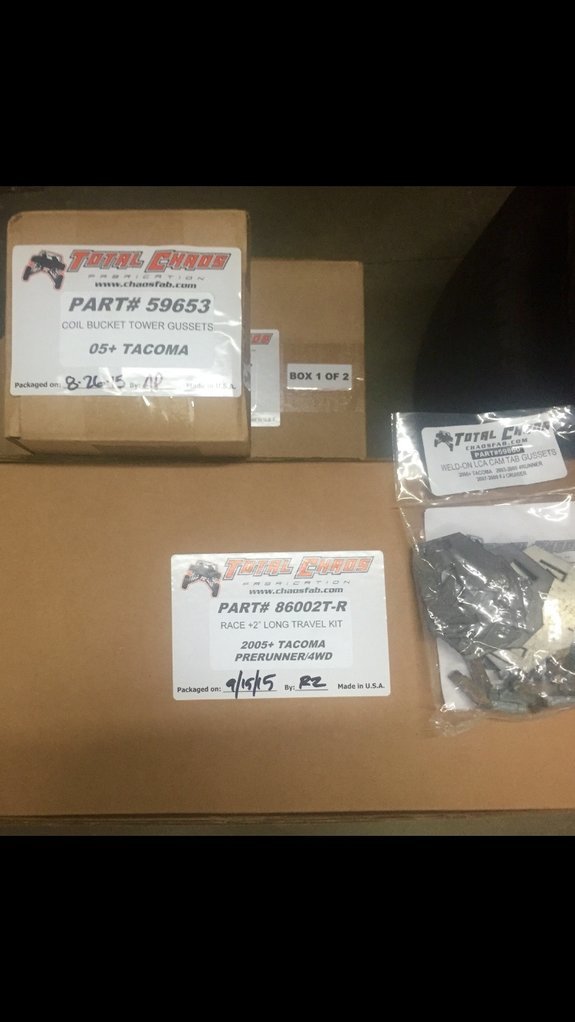 TOTAL CHAOS
FABRICATION
www.chaosfab.com
PART# 59653
COIL BUCKET TOWER GUSSETS
05+ TACOMA
Packaged on: 8-26-15 By: AP Made in U.S.A.
BOX 1 OF 2
TOTAL CHAOS
CHAOSFAB.COM
WELD-ON LCA CAM TAB GUSSETS
TOTAL CHAOS
FABRICATION
www.chaosfab.com
PART# 86002T-R
RACE +2" LONG TRAVEL KIT
2005+ TACOMA
PRERUNNER/4WD
Packaged on: 9/15/15 By: RZ Made in U.S.A.